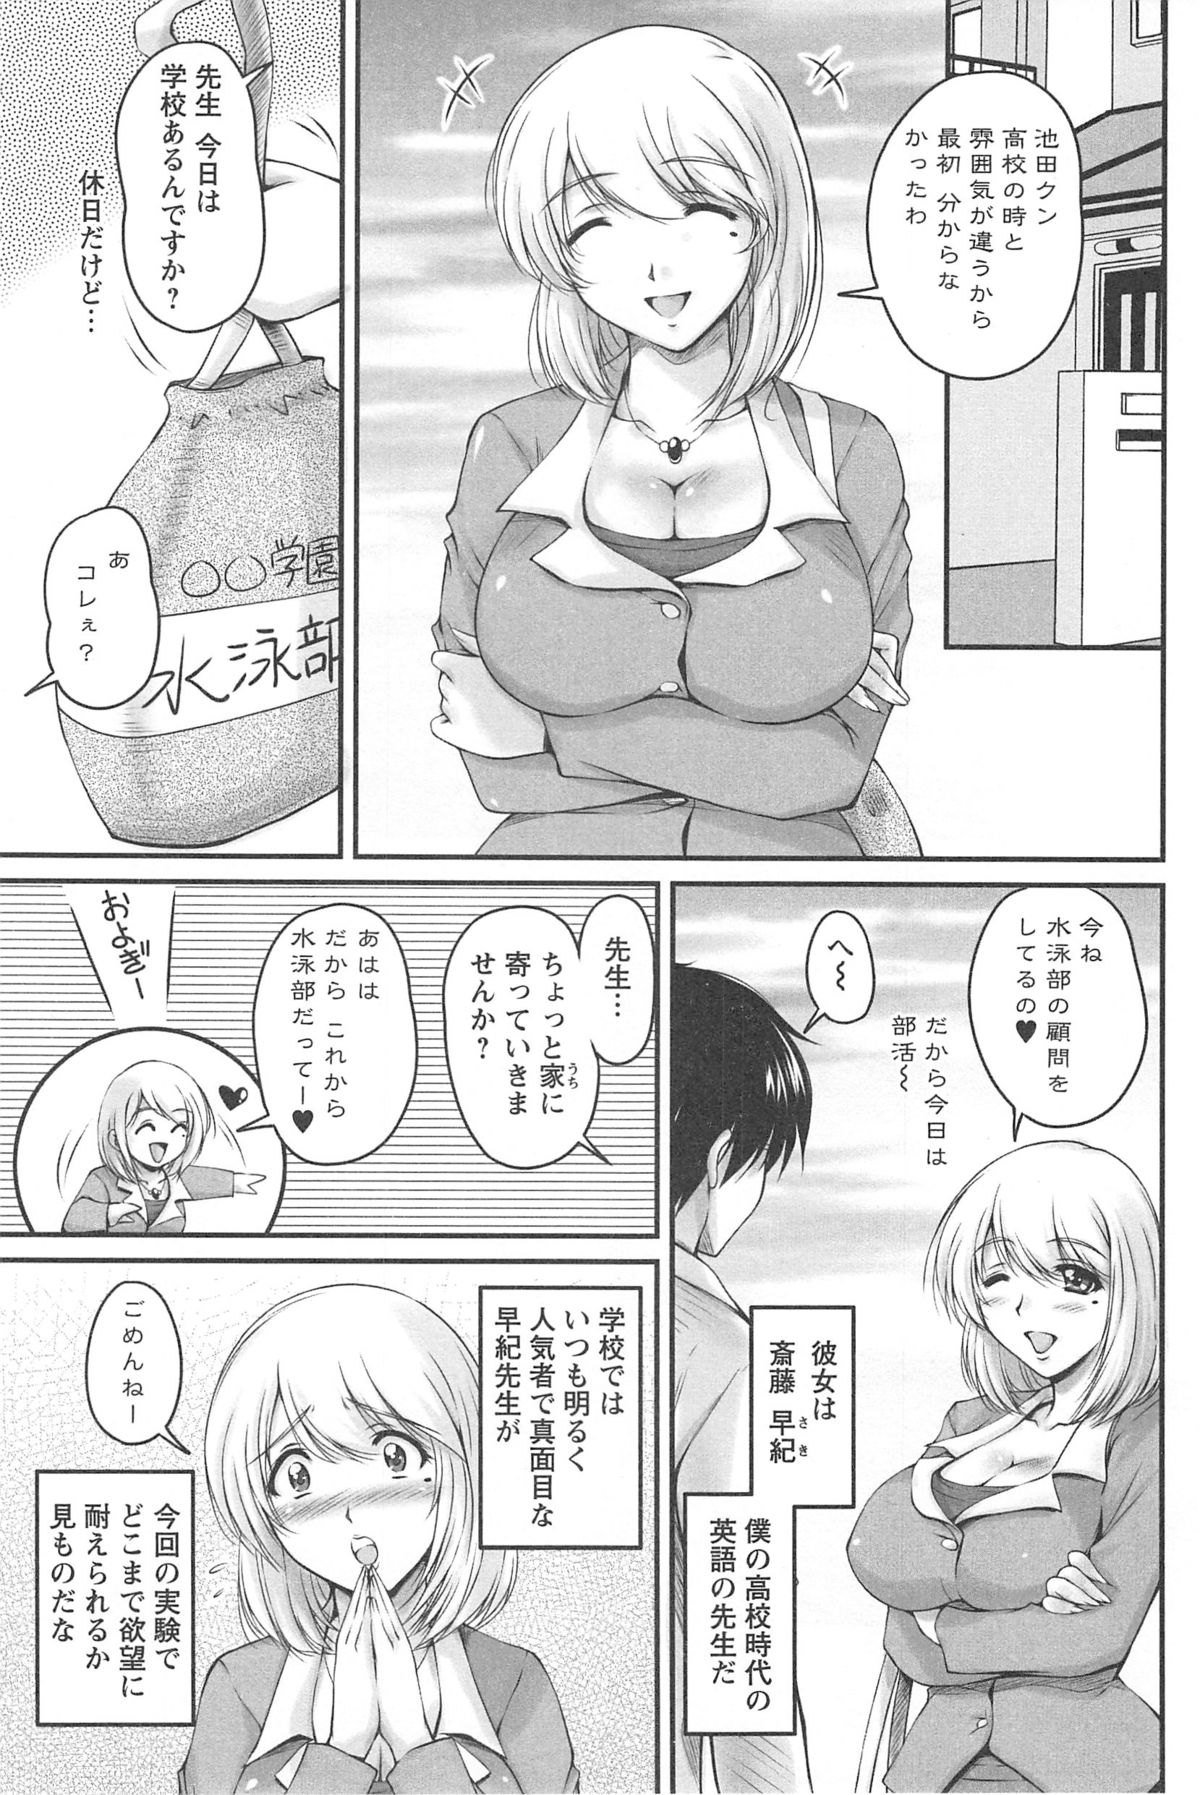 池田クン
高校の時と
雰囲気が違うから
最初 分からな
かったわ
先生 今日は
学校あるんですか?
休日だけど…
○○学園
水泳部
あ
コレぇ?
今ね
水泳部の顧問を
してるの♥
だから今日は
部活〜
へ〜
彼女は
斎藤 早紀
さき
僕の高校時代の
英語の先生だ
先生…
ちょっと家に
うち
寄っていきま
せんか?
あはは
だから これから
水泳部だってー♥
およぎー
学校では
いつも明るく
人気者で真面目な
早紀先生が
ごめんねー
今回の実験で
どこまで欲望に
耐えられるか
見ものだな